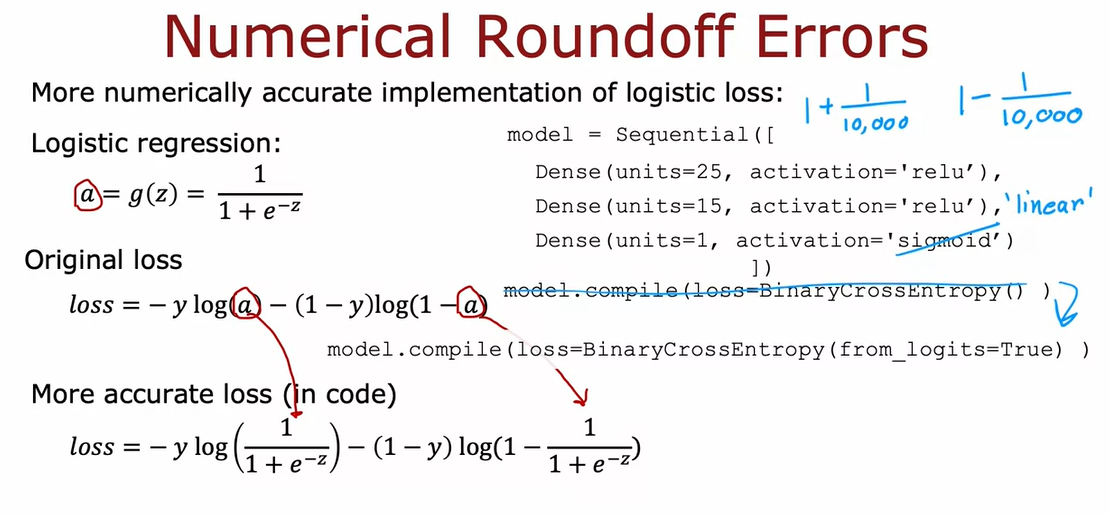 Numerical Roundoff Errors
More numerically accurate implementation of logistic loss:
1 + 1/10,000    1 - 1/10,000
Logistic regression:
a = g(z) = 1/(1 + e^{-z})
model = Sequential([
Dense(units=25, activation='relu'),
Dense(units=15, activation='relu'), 'linear'
Dense(units=1, activation='sigmoid')
])
Original loss
loss = − y log(a) − (1 − y)log(1 − a)
model.compile(loss=BinaryCrossEntropy() )
model.compile(loss=BinaryCrossEntropy(from_logits=True) )
More accurate loss (in code)
loss = − y log(1/(1 + e^{-z})) − (1 − y) log(1 − 1/(1 + e^{-z}))